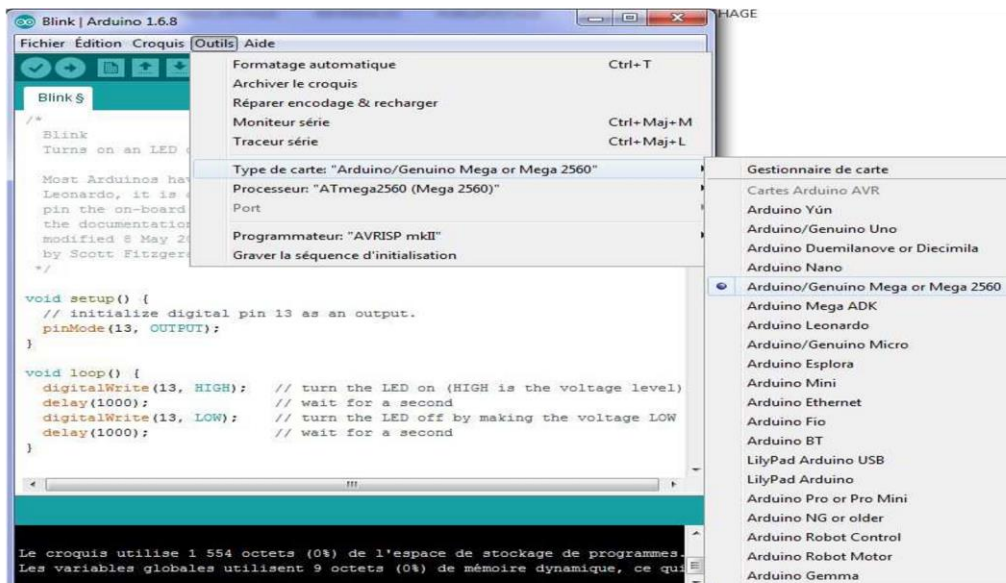 HAGE
Blink | Arduino 1.6.8
Fichier Édition Croquis Outils Aide
Blink §
Formatage automatique Ctrl+T
Archiver le croquis
Réparer encodage & recharger
Moniteur série Ctrl+Maj+M
Traceur série Ctrl+Maj+L
Type de carte: "Arduino/Genuino Mega or Mega 2560"
Processeur: "ATmega2560 (Mega 2560)"
Port
Programmateur: "AVRISP mkII"
Graver la séquence d'initialisation
Gestionnaire de carte
Cartes Arduino AVR
Arduino Yún
Arduino/Genuino Uno
Arduino Duemilanove or Diecimila
Arduino Nano
Arduino/Genuino Mega or Mega 2560
Arduino Mega ADK
Arduino Leonardo
Arduino/Genuino Micro
Arduino Esplora
Arduino Mini
Arduino Ethernet
Arduino Fio
Arduino BT
LilyPad Arduino USB
LilyPad Arduino
Arduino Pro or Pro Mini
Arduino NG or older
Arduino Robot Control
Arduino Robot Motor
Arduino Gemma
/*
Blink
Turns on an LED
Most Arduinos hav
Leonardo, it is
pin the on-board
the documentation
modified 8 May 20
by Scott Fitzger
*/
void setup() {
// initialize digital pin 13 as an output.
pinMode(13, OUTPUT);
}
void loop() {
digitalWrite(13, HIGH); // turn the LED on (HIGH is the voltage level)
delay(1000); // wait for a second
digitalWrite(13, LOW); // turn the LED off by making the voltage LOW
delay(1000); // wait for a second
}
Le croquis utilise 1 554 octets (0%) de l'espace de stockage de programmes.
Les variables globales utilisent 9 octets (0%) de mémoire dynamique, ce qui